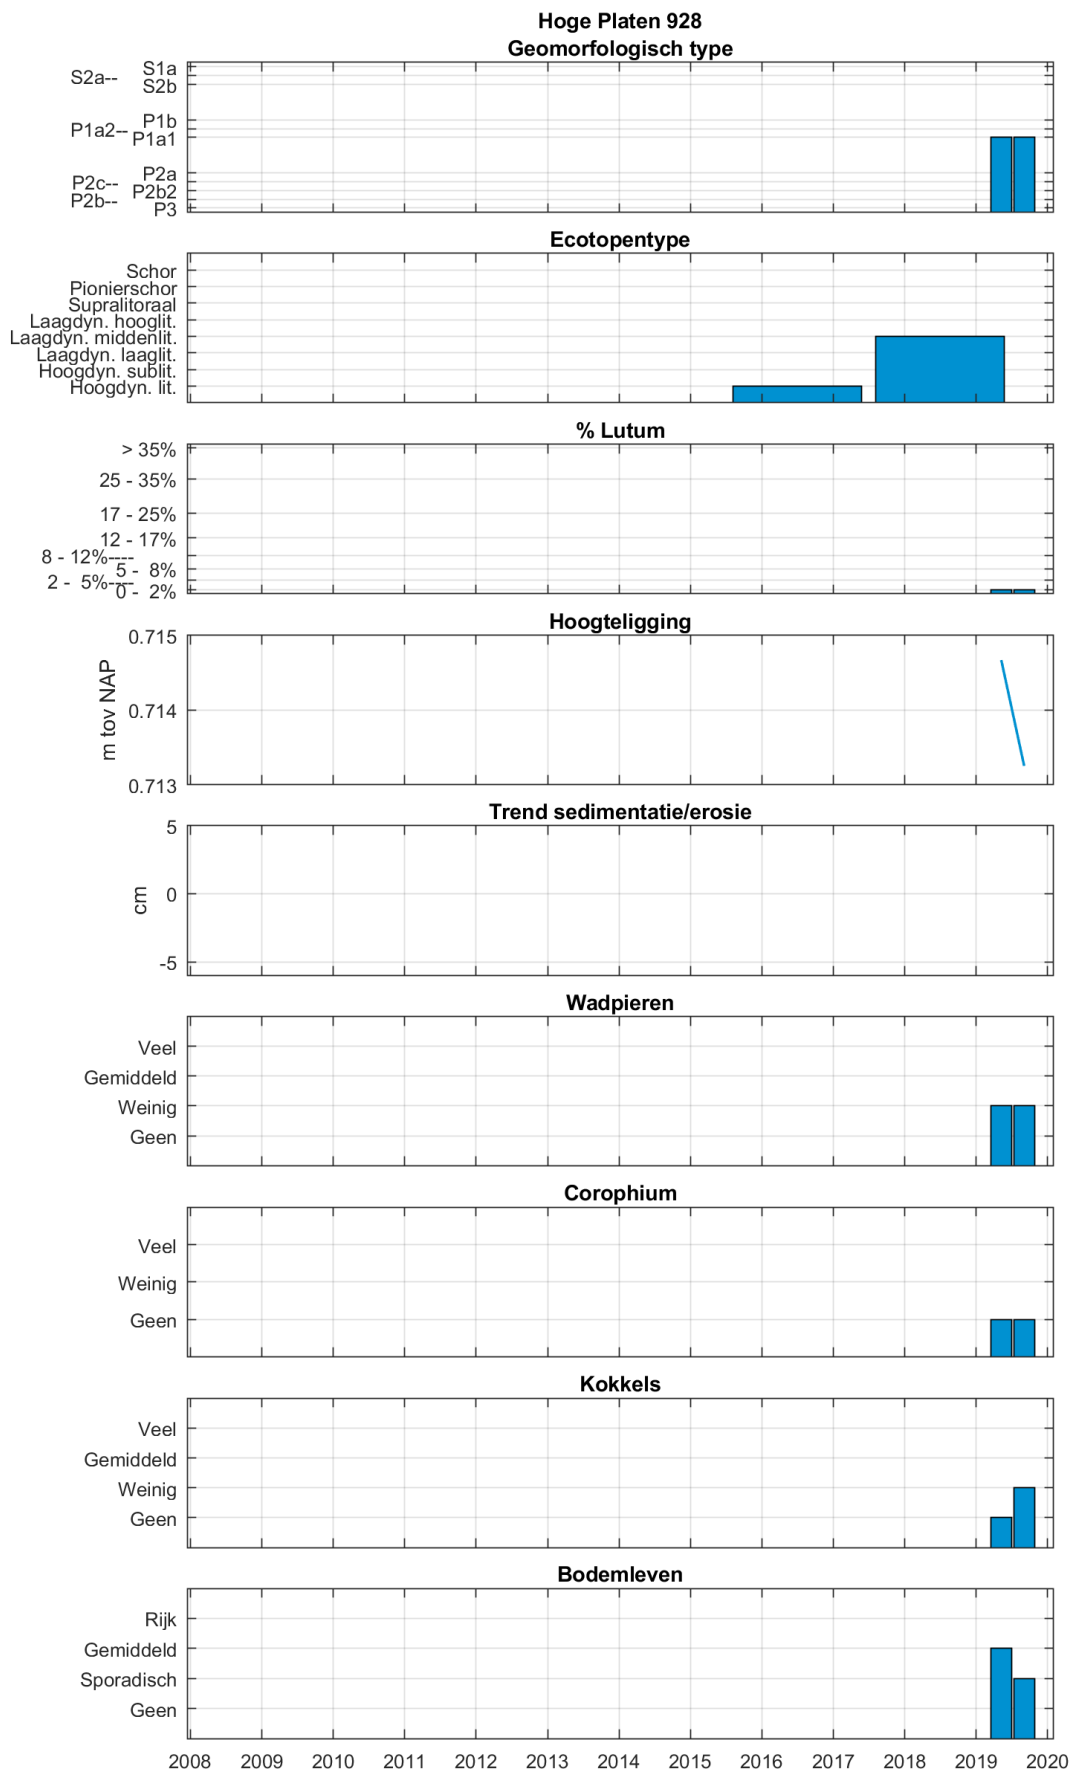 Hoge Platen 928
Geomorfologisch type
S1a
S2a--
S2b
P1b
P1a2--
P1a1
P2a
P2c--
P2b2
P2b--
P3
Ecotopentype
Schor
Pionierschor
Supralitoraal
Laagdyn. hooglit.
Laagdyn. middenlit.
Laagdyn. laaglit.
Hoogdyn. sublit.
Hoogdyn. lit.
% Lutum
> 35%
25 - 35%
17 - 25%
12 - 17%
8 - 12%----
5 - 8%
2 - 5%----
0 - 2%
Hoogteligging
0.715
0.714
0.713
m tov NAP
Trend sedimentatie/erosie
5
0
-5
cm
Wadpieren
Veel
Gemiddeld
Weinig
Geen
Corophium
Veel
Weinig
Geen
Kokkels
Veel
Gemiddeld
Weinig
Geen
Bodemleven
Rijk
Gemiddeld
Sporadisch
Geen
2008 2009 2010 2011 2012 2013 2014 2015 2016 2017 2018 2019 2020